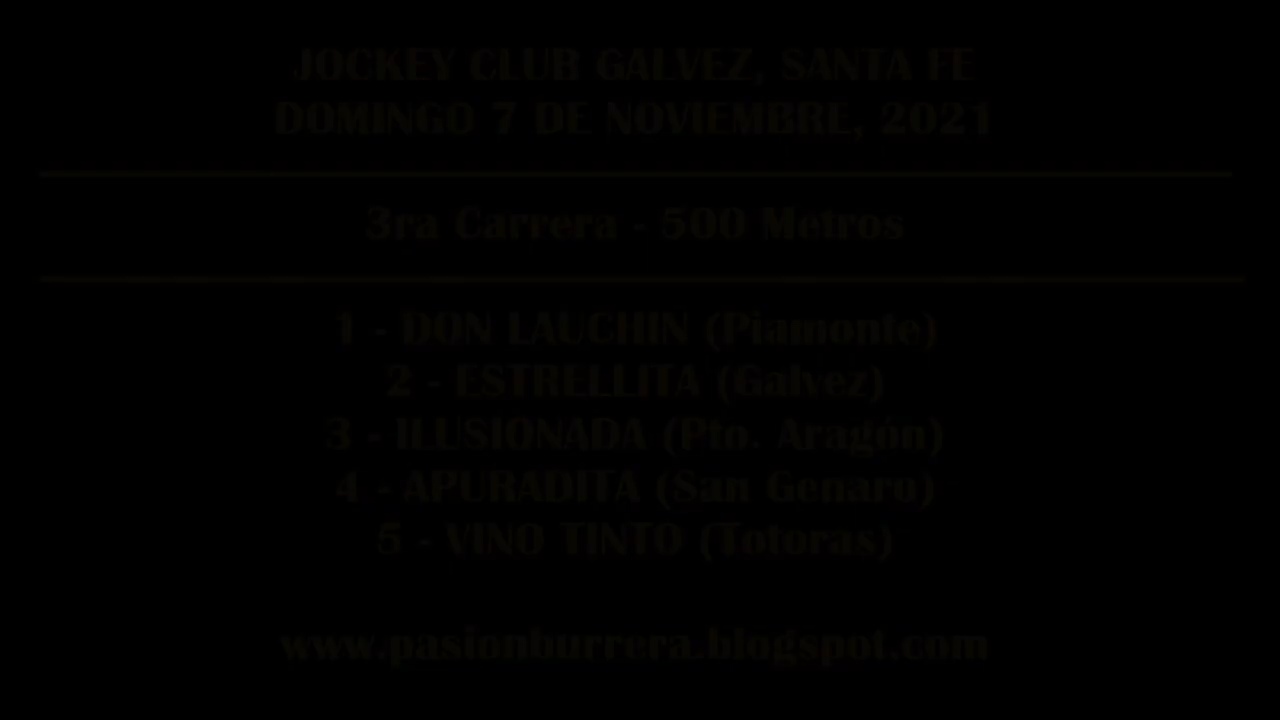 JOCKEY CLUB GALVEZ, SANTA FE
DOMINGO 7 DE NOVIEMBRE, 2021
3ra Carrera - 500 Metros
1 - DON LAUCHIN (Piamonte)
2 - ESTRELLITA (Galvez)
3 - ILUSIONADA (Pto. Aragón)
4 - APURADITA (San Genaro)
5 - VINO TINTO (Totoras)
www.pasionburrera.blogspot.com